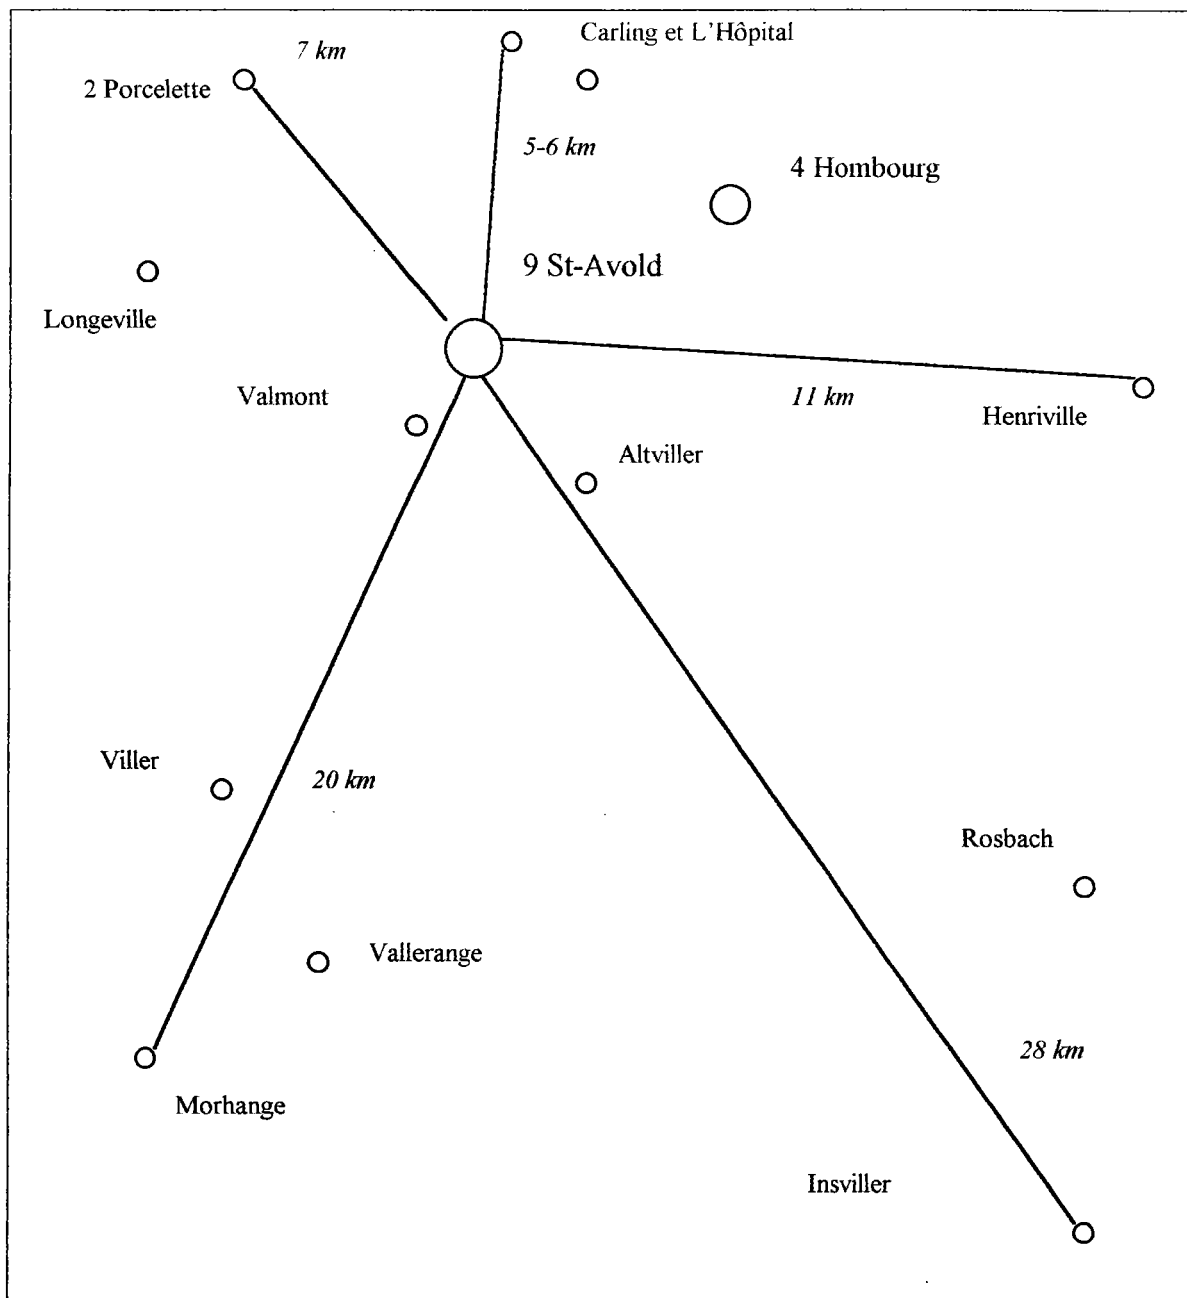 Carling et L'Hôpital
7 km
2 Porcelette
5-6 km
4 Hombourg
9 St-Avold
Longeville
Valmont
11 km
Henriville
Altviller
Viller
20 km
Rosbach
Vallerange
28 km
Morhange
Insviller